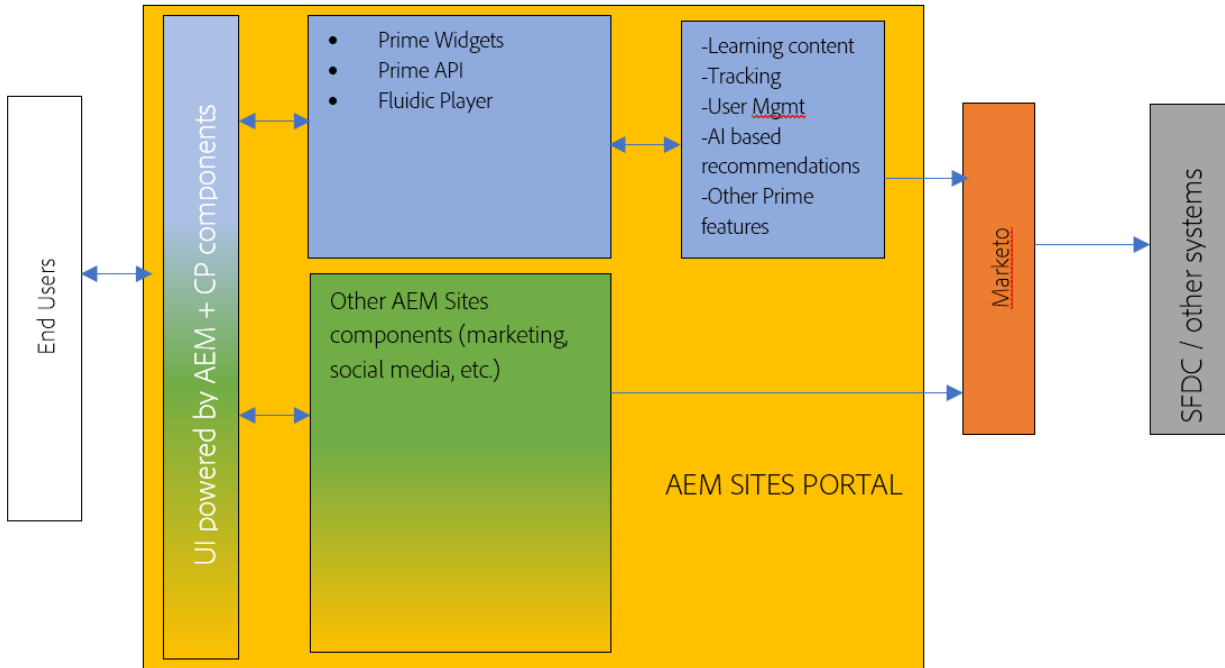 End Users
UI powered by AEM + CP components
• Prime Widgets
• Prime API
• Fluidic Player
-Learning content
-Tracking
-User Mgmt
-AI based
recommendations
-Other Prime
features
Other AEM Sites
components (marketing,
social media, etc.)
AEM SITES PORTAL
Marketo
SFDC / other systems